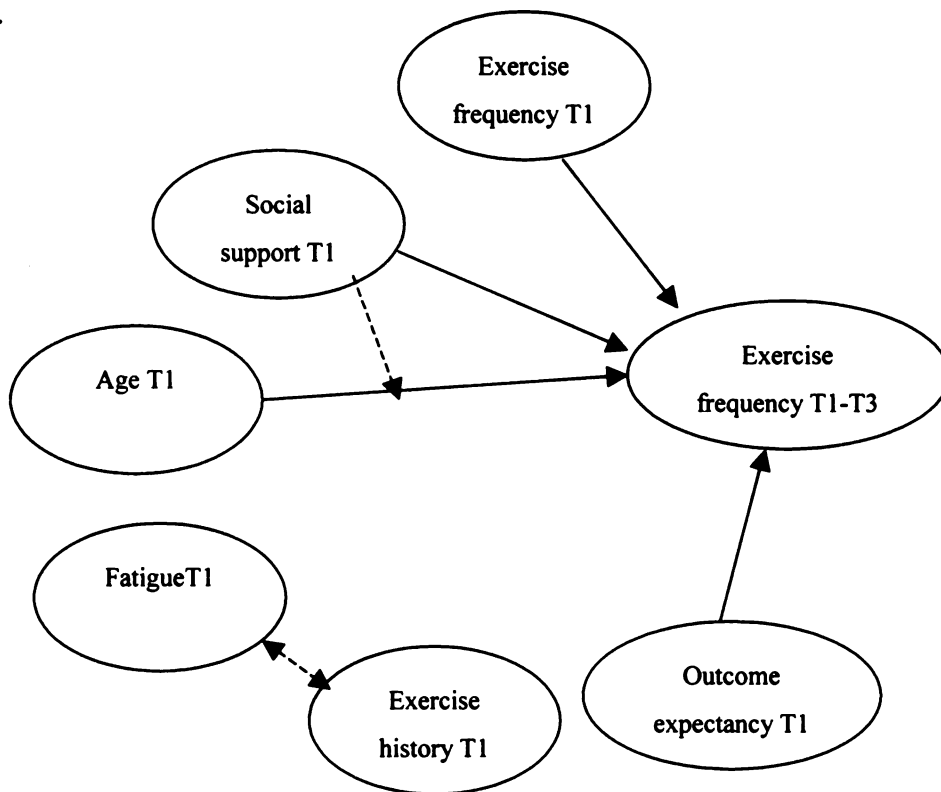 Exercise
frequency T1
Social
support T1
Age T1
Exercise
frequency T1-T3
FatigueT1
Exercise
history T1
Outcome
expectancy T1